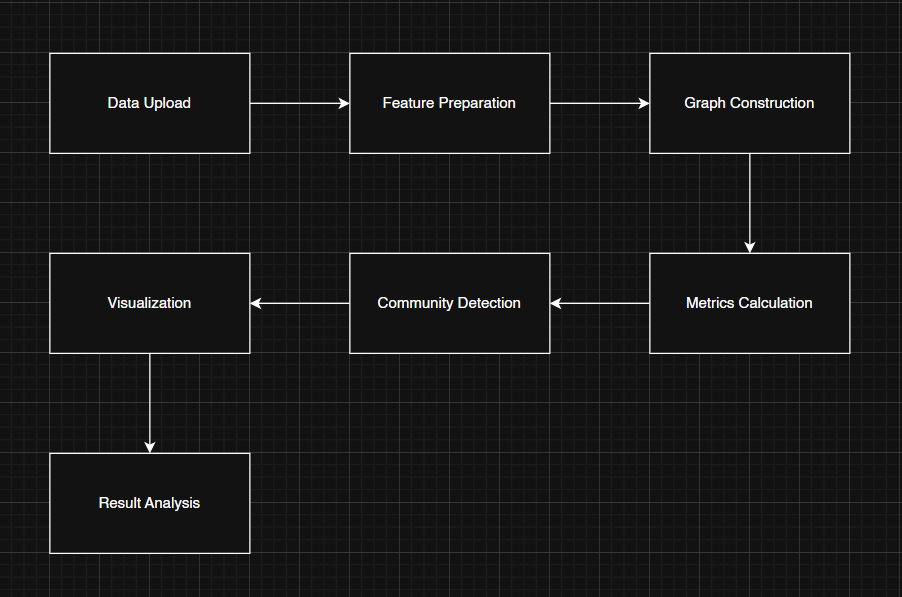 Data Upload
Feature Preparation
Graph Construction
Visualization
Community Detection
Metrics Calculation
Result Analysis